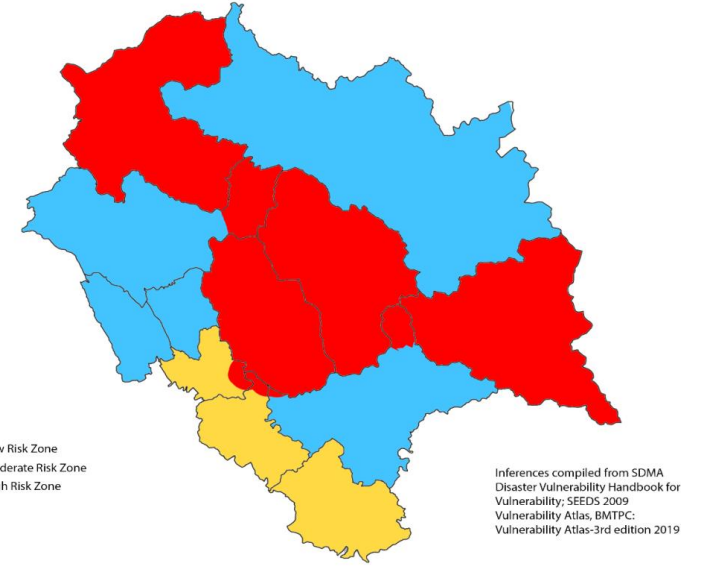 w Risk Zone
derate Risk Zone
h Risk Zone
Inferences compiled from SDMA
Disaster Vulnerability Handbook for
Vulnerability; SEEDS 2009
Vulnerability Atlas, BMTPC:
Vulnerability Atlas-3rd edition 2019